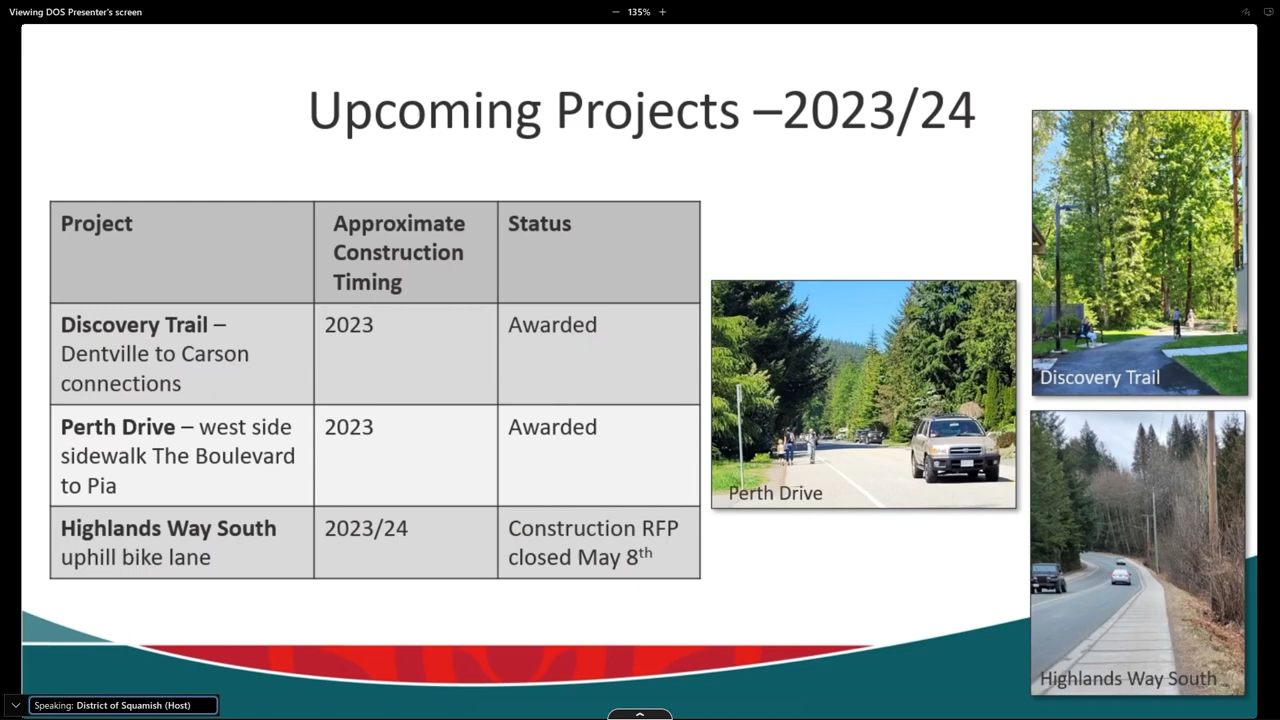 Viewing DOS Presenter's screen
− 135% +
Upcoming Projects –2023/24
Project
Approximate
Construction
Timing
Status
Discovery Trail –
Dentville to Carson
connections
2023
Awarded
Perth Drive – west side
sidewalk The Boulevard
to Pia
2023
Awarded
Highlands Way South
uphill bike lane
2023/24
Construction RFP
closed May 8th
Perth Drive
Discovery Trail
Highlands Way South
Speaking: District of Squamish (Host)